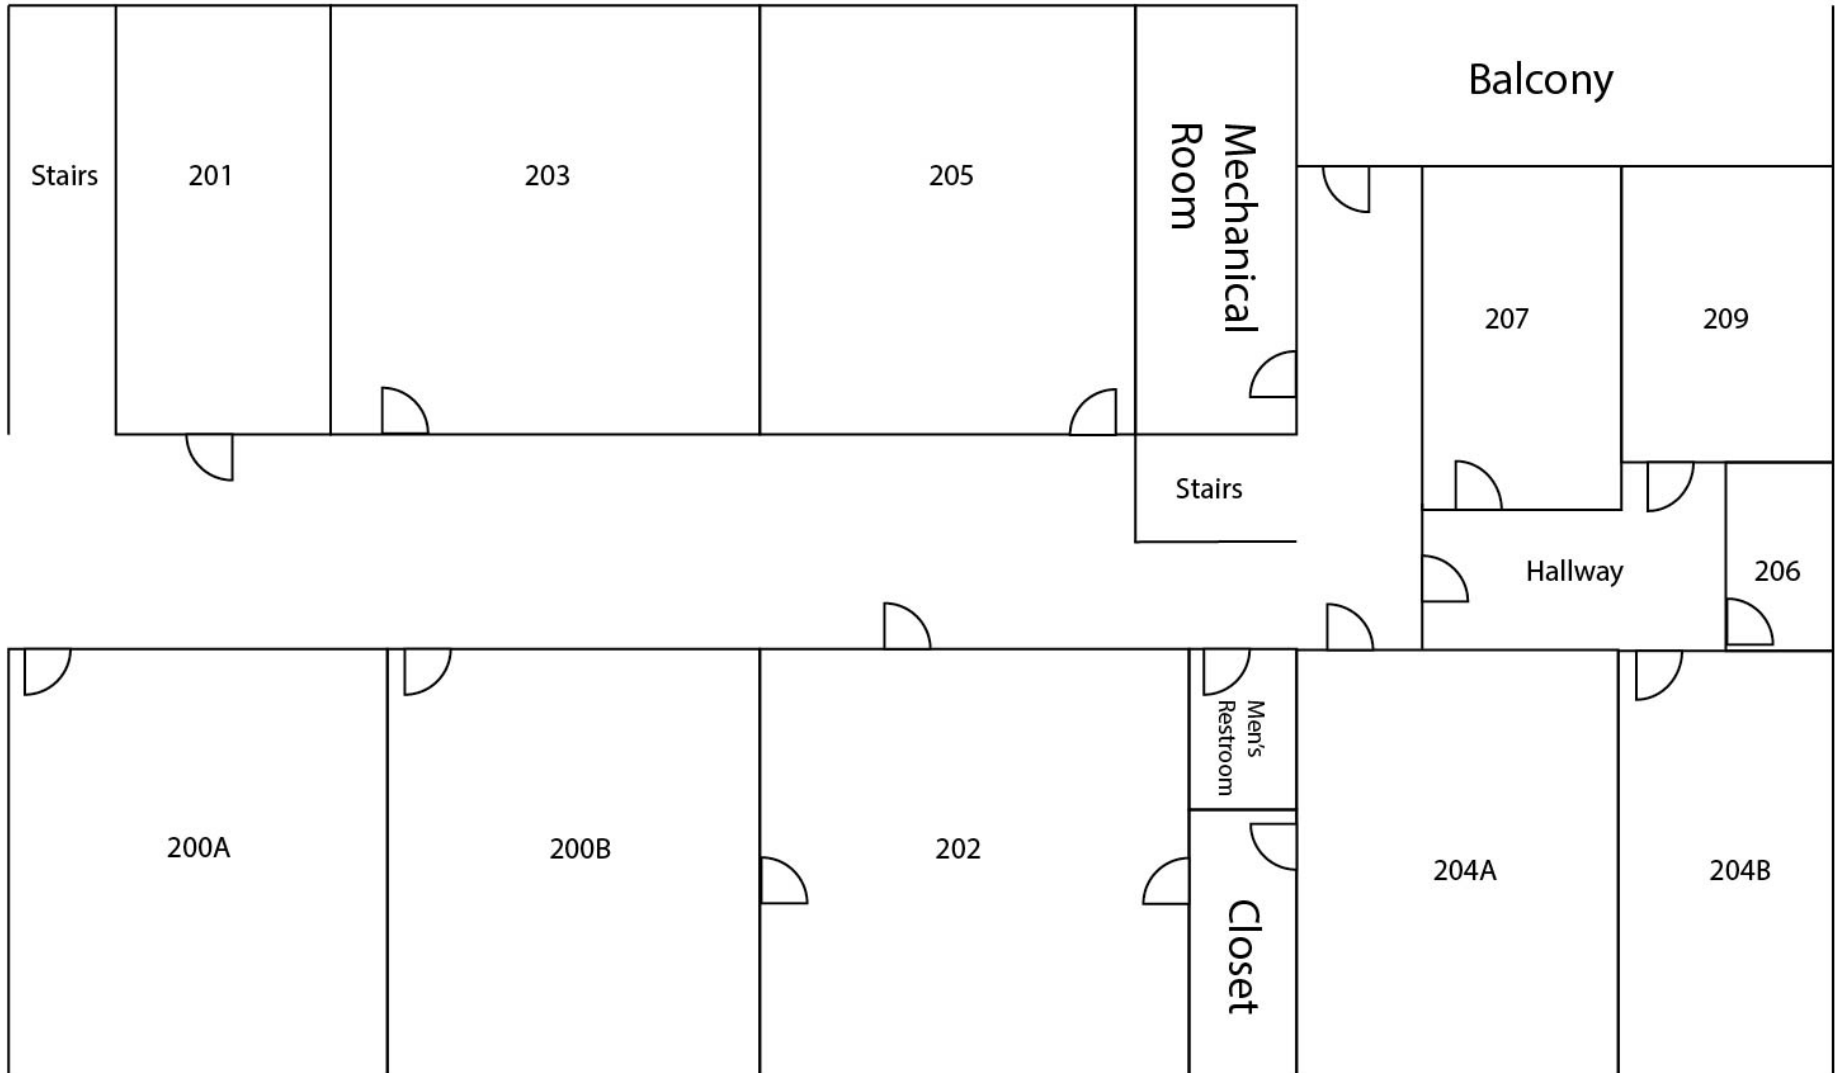 Balcony
Stairs
201
203
205
Mechanical
Room
207
209
Stairs
Hallway
206
Men's
Restroom
200A
200B
202
204A
204B
Closet